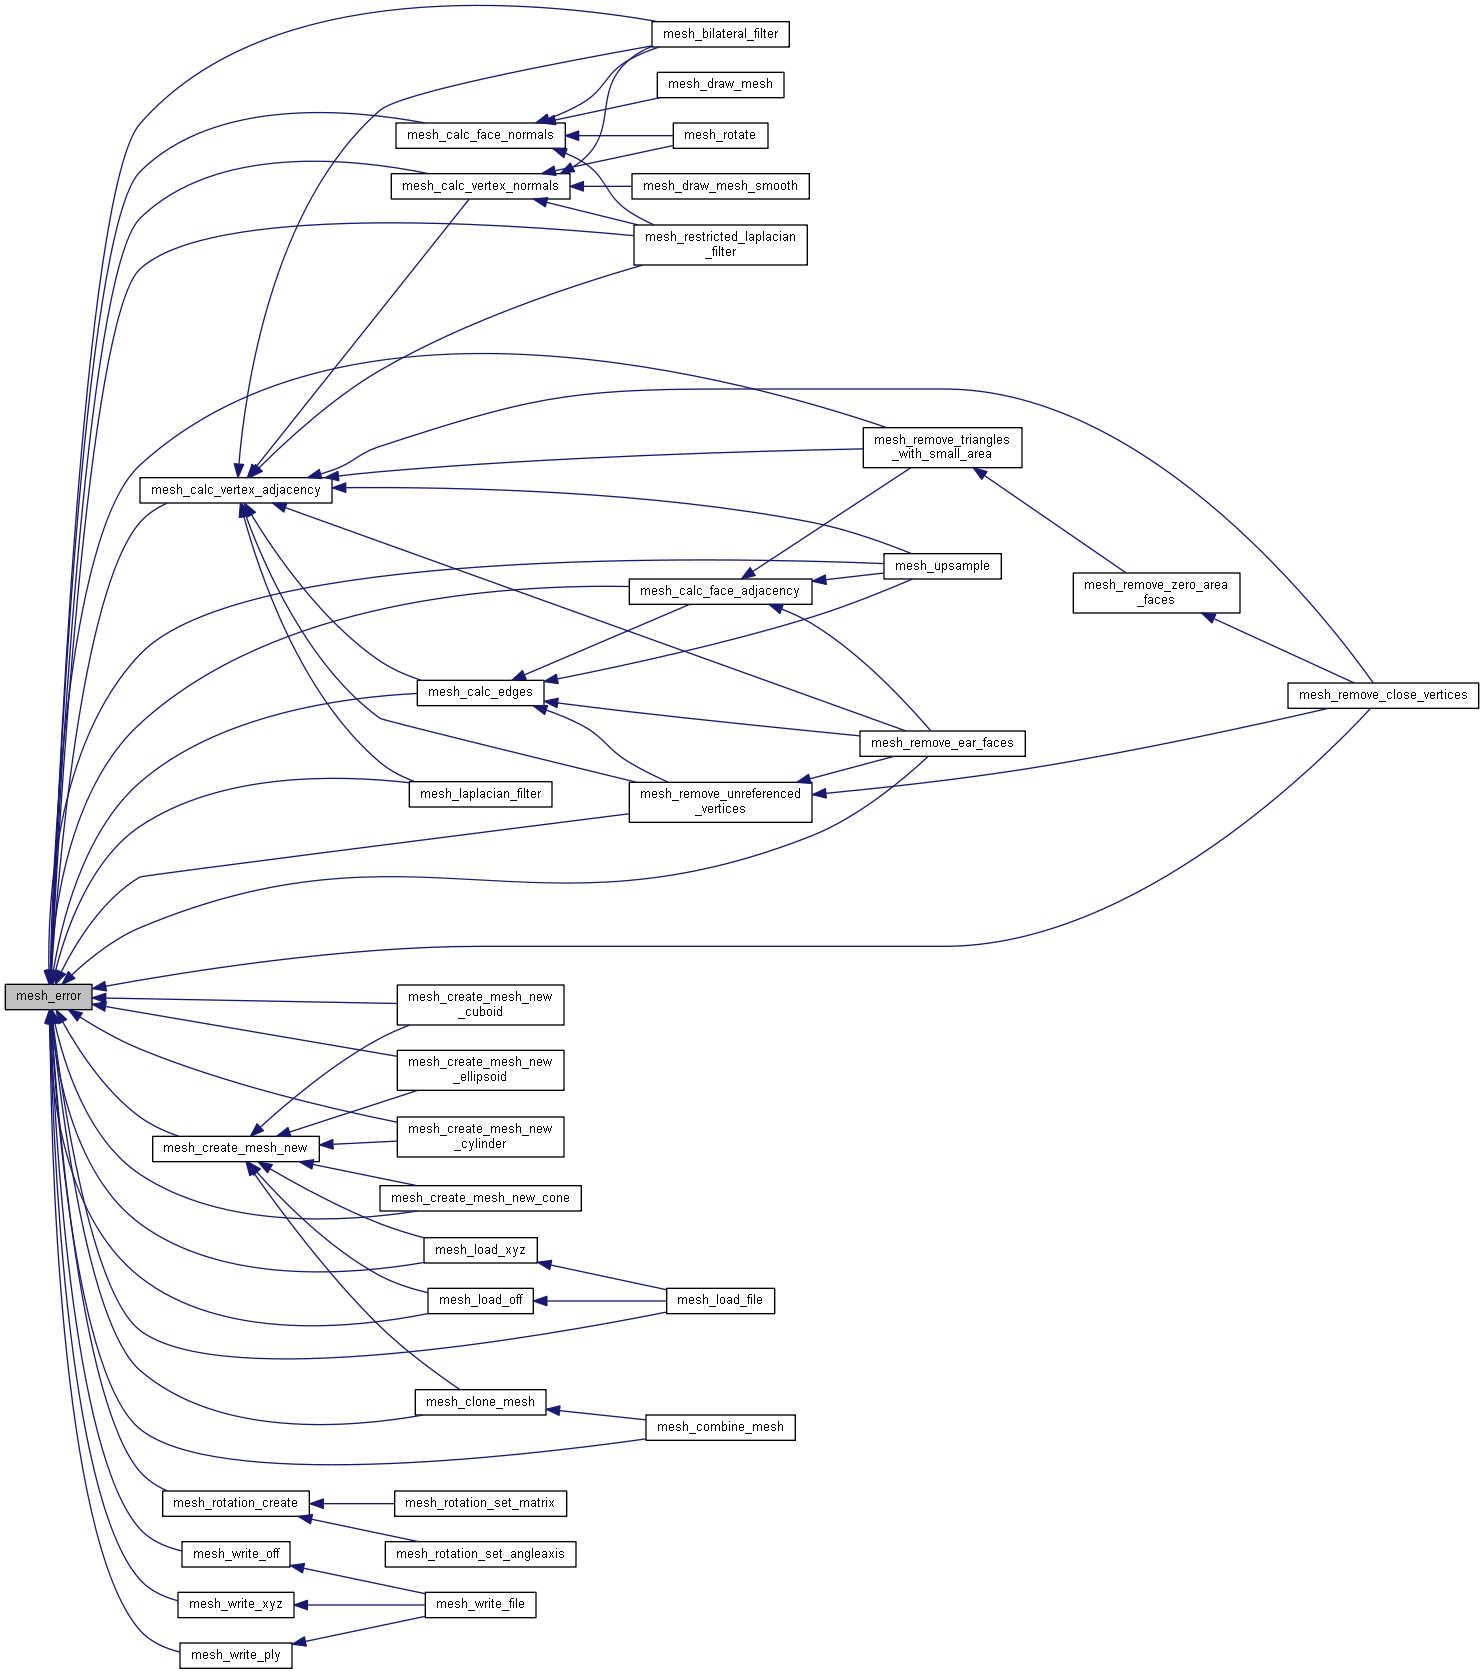 mesh_bilateral_filter
mesh_draw_mesh
mesh_calc_face_normals
mesh_rotate
mesh_calc_vertex_normals
mesh_draw_mesh_smooth
mesh_restricted_laplacian
_filter
mesh_remove_triangles
_with_small_area
mesh_calc_vertex_adjacency
mesh_upsample
mesh_calc_face_adjacency
mesh_remove_zero_area
_faces
mesh_calc_edges
mesh_remove_close_vertices
mesh_remove_ear_faces
mesh_laplacian_filter
mesh_remove_unreferenced
_vertices
mesh_error
mesh_create_mesh_new
_cuboid
mesh_create_mesh_new
_ellipsoid
mesh_create_mesh_new
_cylinder
mesh_create_mesh_new
mesh_create_mesh_new_cone
mesh_load_xyz
mesh_load_off
mesh_load_file
mesh_clone_mesh
mesh_combine_mesh
mesh_rotation_create
mesh_rotation_set_matrix
mesh_write_off
mesh_rotation_set_angleaxis
mesh_write_xyz
mesh_write_file
mesh_write_ply